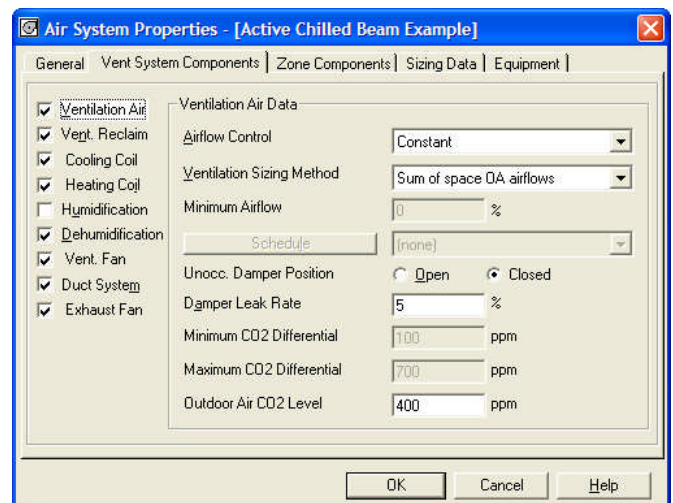 Air System Properties - [Active Chilled Beam Example]
General Vent System Components Zone Components Sizing Data Equipment
Ventilation Air
Vent. Reclaim
Cooling Coil
Heating Coil
Humidification
Dehumidification
Vent. Fan
Duct System
Exhaust Fan
Ventilation Air Data
Airflow Control Constant
Ventilation Sizing Method Sum of space OA airflows
Minimum Airflow 0 %
Schedule (none)
Unocc. Damper Position Open Closed
Damper Leak Rate 5 %
Minimum CO2 Differential 100 ppm
Maximum CO2 Differential 700 ppm
Outdoor Air CO2 Level 400 ppm
OK Cancel Help